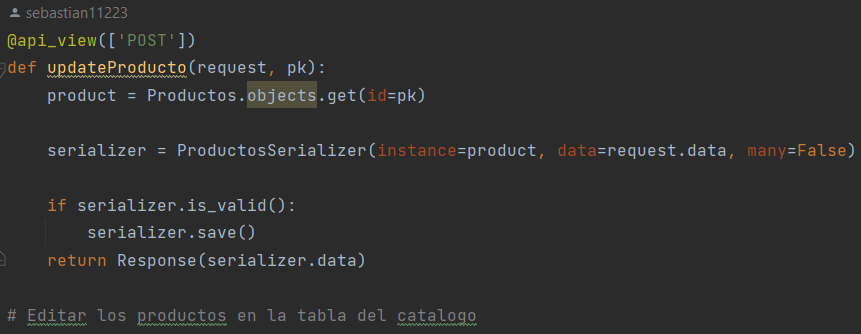 sebastian11223
@api_view(['POST'])
def updateProducto(request, pk):
    product = Productos.objects.get(id=pk)
    serializer = ProductosSerializer(instance=product, data=request.data, many=False)
    if serializer.is_valid():
        serializer.save()
    return Response(serializer.data)
# Editar los productos en la tabla del catalogo